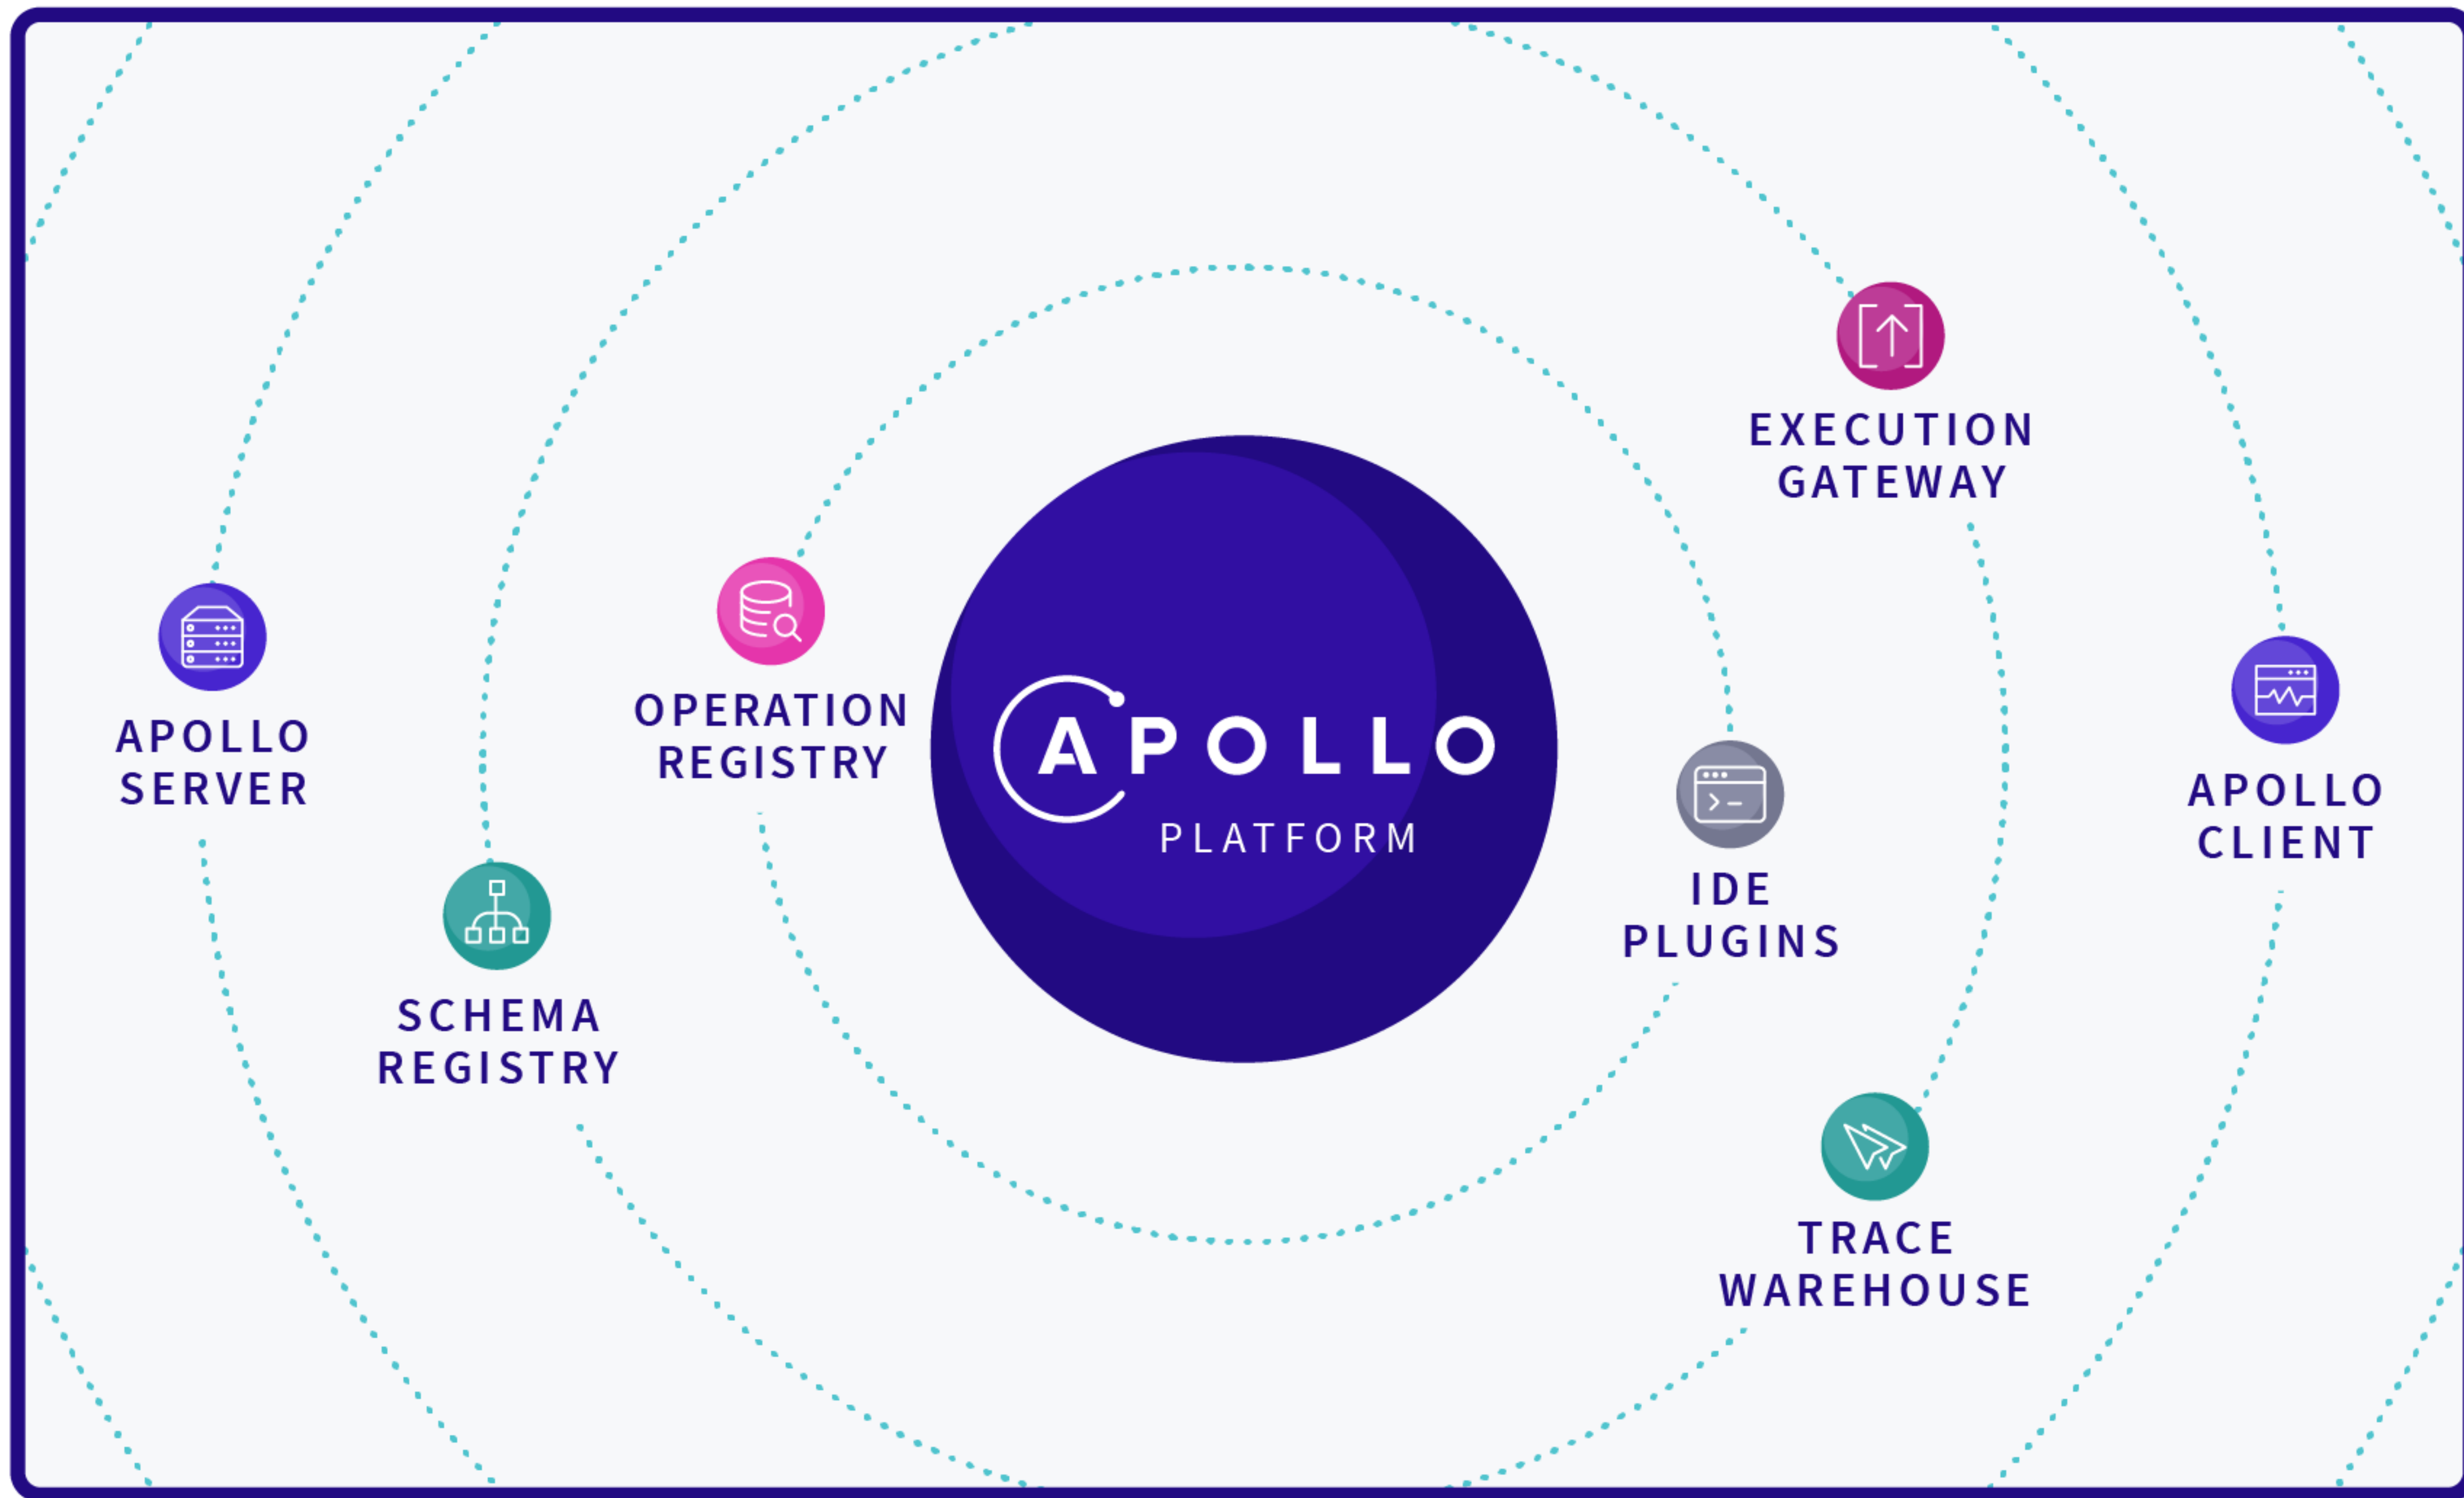 EXECUTION
GATEWAY
APOLLO
SERVER
OPERATION
REGISTRY
APOLLO
PLATFORM
IDE
PLUGINS
APOLLO
CLIENT
SCHEMA
REGISTRY
TRACE
WAREHOUSE